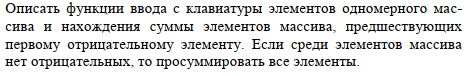 Описать функции ввода с клавиатуры элементов одномерного мас-
сива и нахождения суммы элементов массива, предшествующих
первому отрицательному элементу. Если среди элементов массива
нет отрицательных, то просуммировать все элементы.